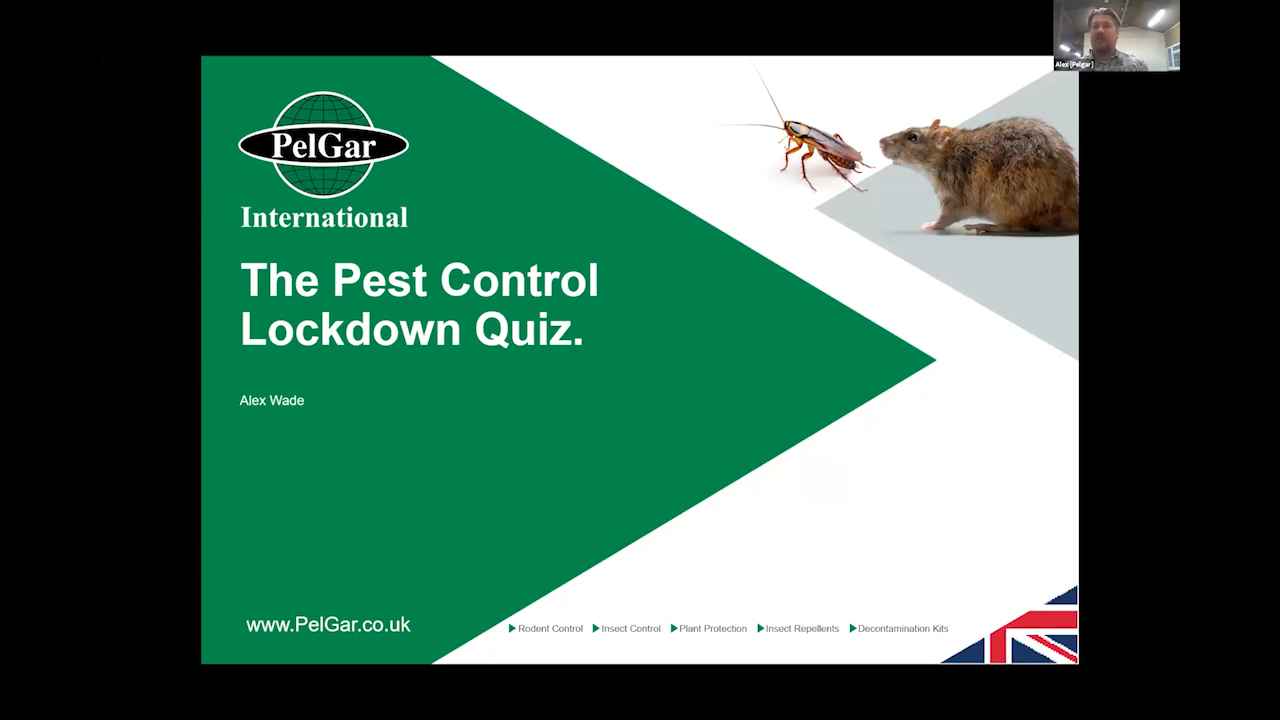 Alex [Pelgar]
PelGar
International
The Pest Control
Lockdown Quiz.
Alex Wade
www.PelGar.co.uk
Rodent Control Insect Control Plant Protection Insect Repellents Decontamination Kits